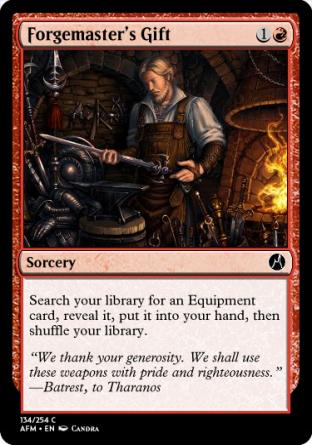 Forgemaster's Gift 1
Sorcery
Search your library for an Equipment
card, reveal it, put it into your hand, then
shuffle your library.
“We thank your generosity. We shall use
these weapons with pride and righteousness.”
—Batrest, to Tharanos
134/254 C
AFM • EN Candra